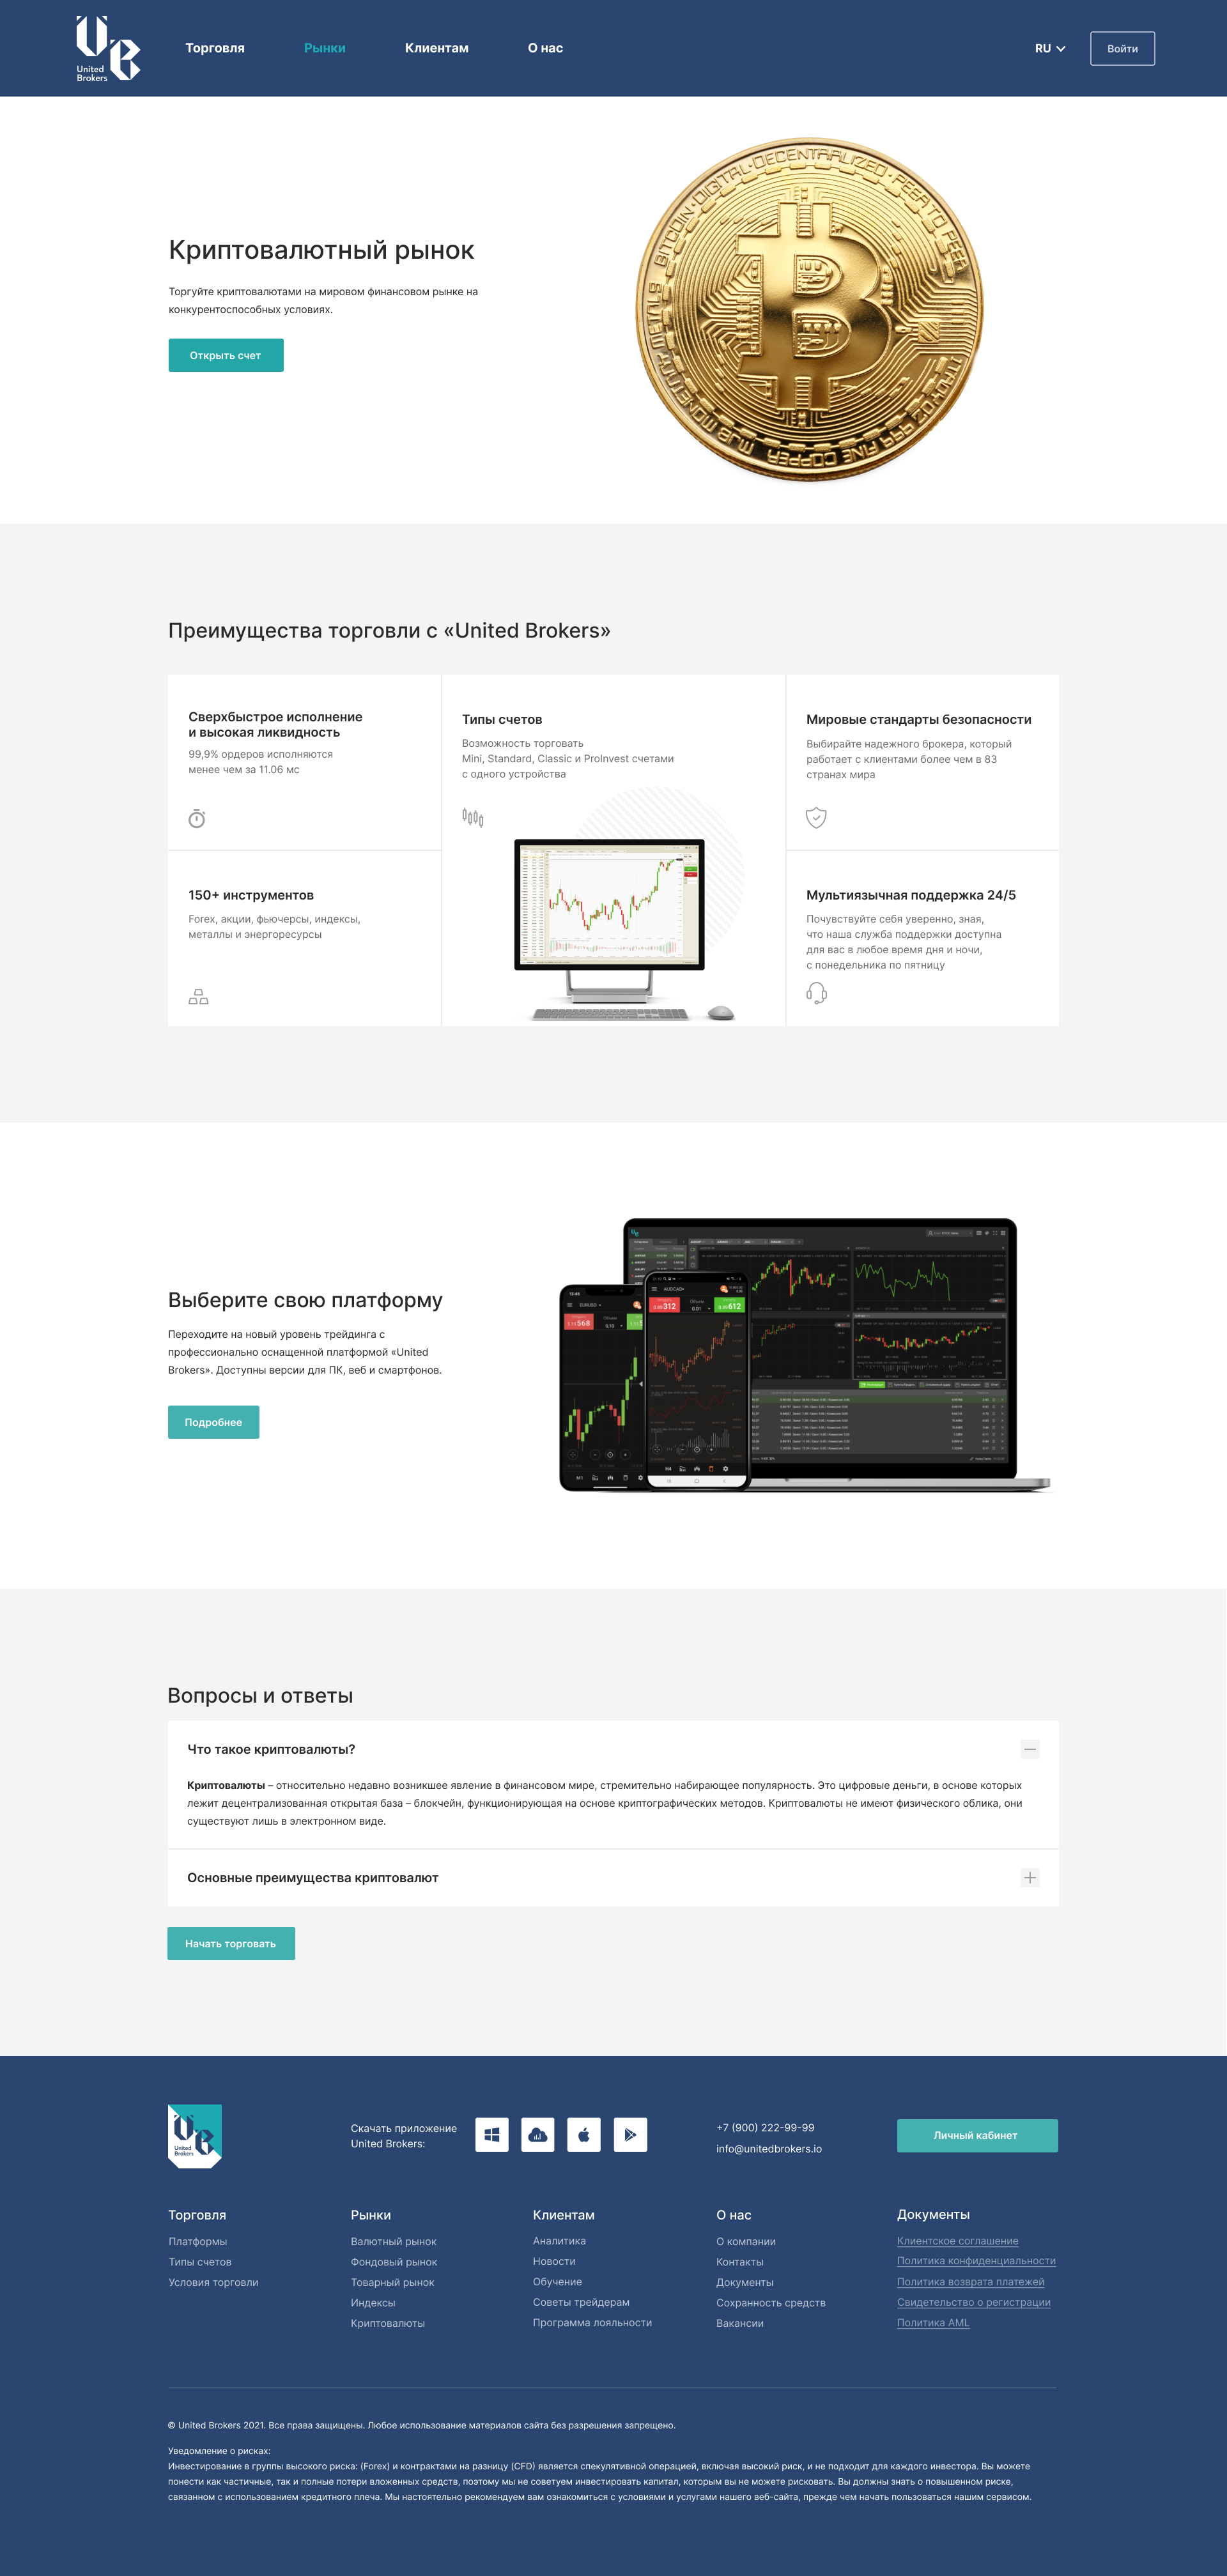 United
Brokers
Торговля
Рынки
Клиентам
О нас
RU
Войти
Криптовалютный рынок
Торгуйте криптовалютами на мировом финансовом рынке на
конкурентоспособных условиях.
Открыть счет
BITCOIN · DIGITAL · DECENTRALIZED · PEER TO PEER
Преимущества торговли с «United Brokers»
Сверхбыстрое исполнение
и высокая ликвидность
99,9% ордеров исполняются
менее чем за 11.06 мс
Типы счетов
Возможность торговать
Mini, Standard, Classic и ProInvest счетами
с одного устройства
Мировые стандарты безопасности
Выбирайте надежного брокера, который
работает с клиентами более чем в 83
странах мира
150+ инструментов
Forex, акции, фьючерсы, индексы,
металлы и энергоресурсы
Мультиязычная поддержка 24/5
Почувствуйте себя уверенно, зная,
что наша служба поддержки доступна
для вас в любое время дня и ночи,
с понедельника по пятницу
Выберите свою платформу
Переходите на новый уровень трейдинга с
профессионально оснащенной платформой «United
Brokers». Доступны версии для ПК, веб и смартфонов.
Подробнее
EURUSD
AUDCAD
568
312
0.01
612
Вопросы и ответы
Что такое криптовалюты?
Криптовалюты – относительно недавно возникшее явление в финансовом мире, стремительно набирающее популярность. Это цифровые деньги, в основе которых
лежит децентрализованная открытая база – блокчейн, функционирующая на основе криптографических методов. Криптовалюты не имеют физического облика, они
существуют лишь в электронном виде.
Основные преимущества криптовалют
Начать торговать
United
Brokers
Скачать приложение
United Brokers:
+7 (900) 222-99-99
info@unitedbrokers.io
Личный кабинет
Торговля
Платформы
Типы счетов
Условия торговли
Рынки
Валютный рынок
Фондовый рынок
Товарный рынок
Индексы
Криптовалюты
Клиентам
Аналитика
Новости
Обучение
Советы трейдерам
Программа лояльности
О нас
О компании
Контакты
Документы
Сохранность средств
Вакансии
Документы
Клиентское соглашение
Политика конфиденциальности
Политика возврата платежей
Свидетельство о регистрации
Политика AML
© United Brokers 2021. Все права защищены. Любое использование материалов сайта без разрешения запрещено.
Уведомление о рисках:
Инвестирование в группы высокого риска: (Forex) и контрактами на разницу (CFD) является спекулятивной операцией, включая высокий риск, и не подходит для каждого инвестора. Вы можете
понести как частичные, так и полные потери вложенных средств, поэтому мы не советуем инвестировать капитал, которым вы не можете рисковать. Вы должны знать о повышенном риске,
связанном с использованием кредитного плеча. Мы настоятельно рекомендуем вам ознакомиться с условиями и услугами нашего веб-сайта, прежде чем начать пользоваться нашим сервисом.